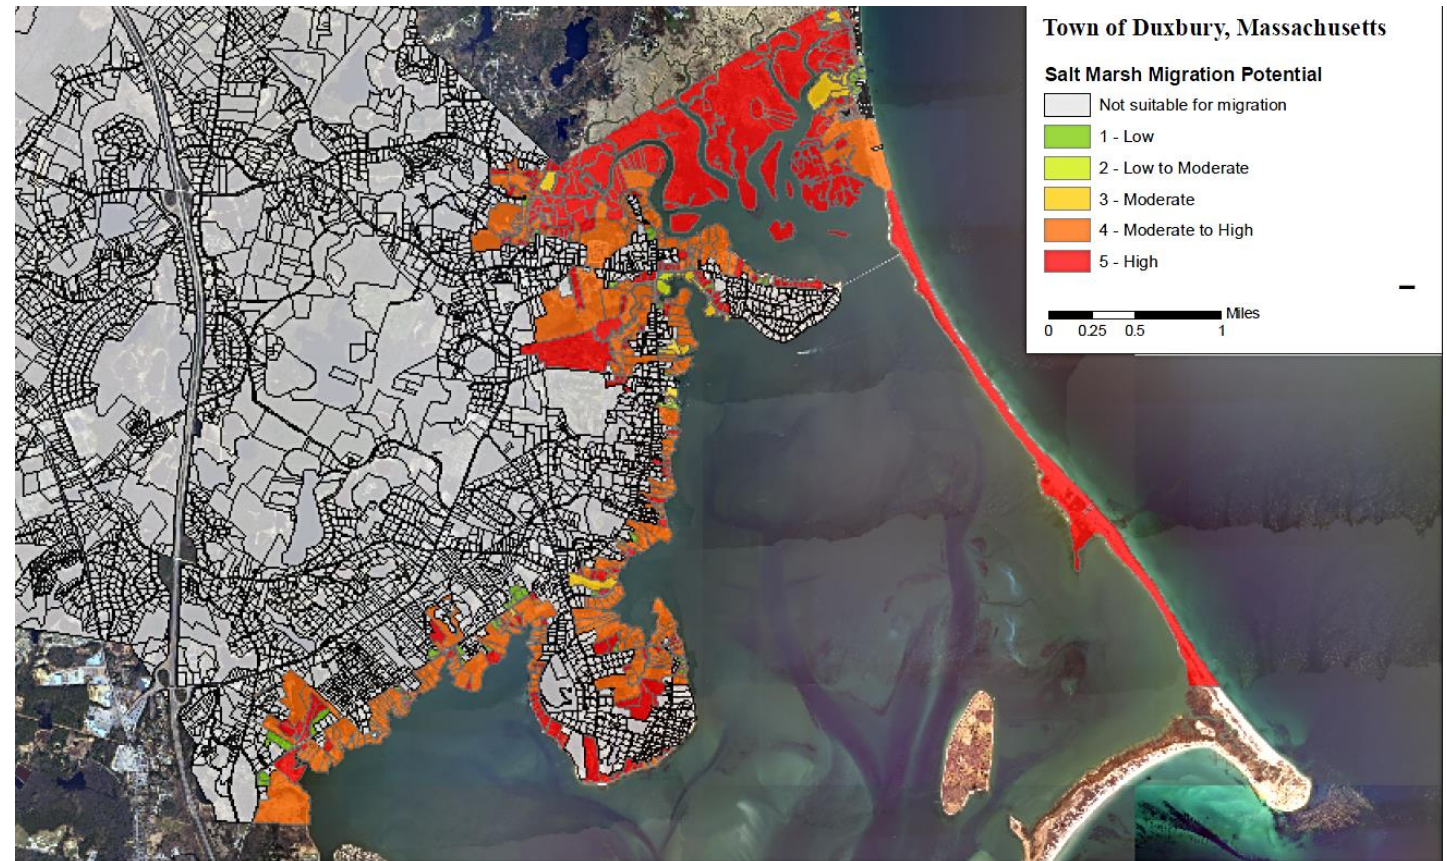 Town of Duxbury, Massachusetts
Salt Marsh Migration Potential
Not suitable for migration
1 - Low
2 - Low to Moderate
3 - Moderate
4 - Moderate to High
5 - High
Miles
0 0.25 0.5 1